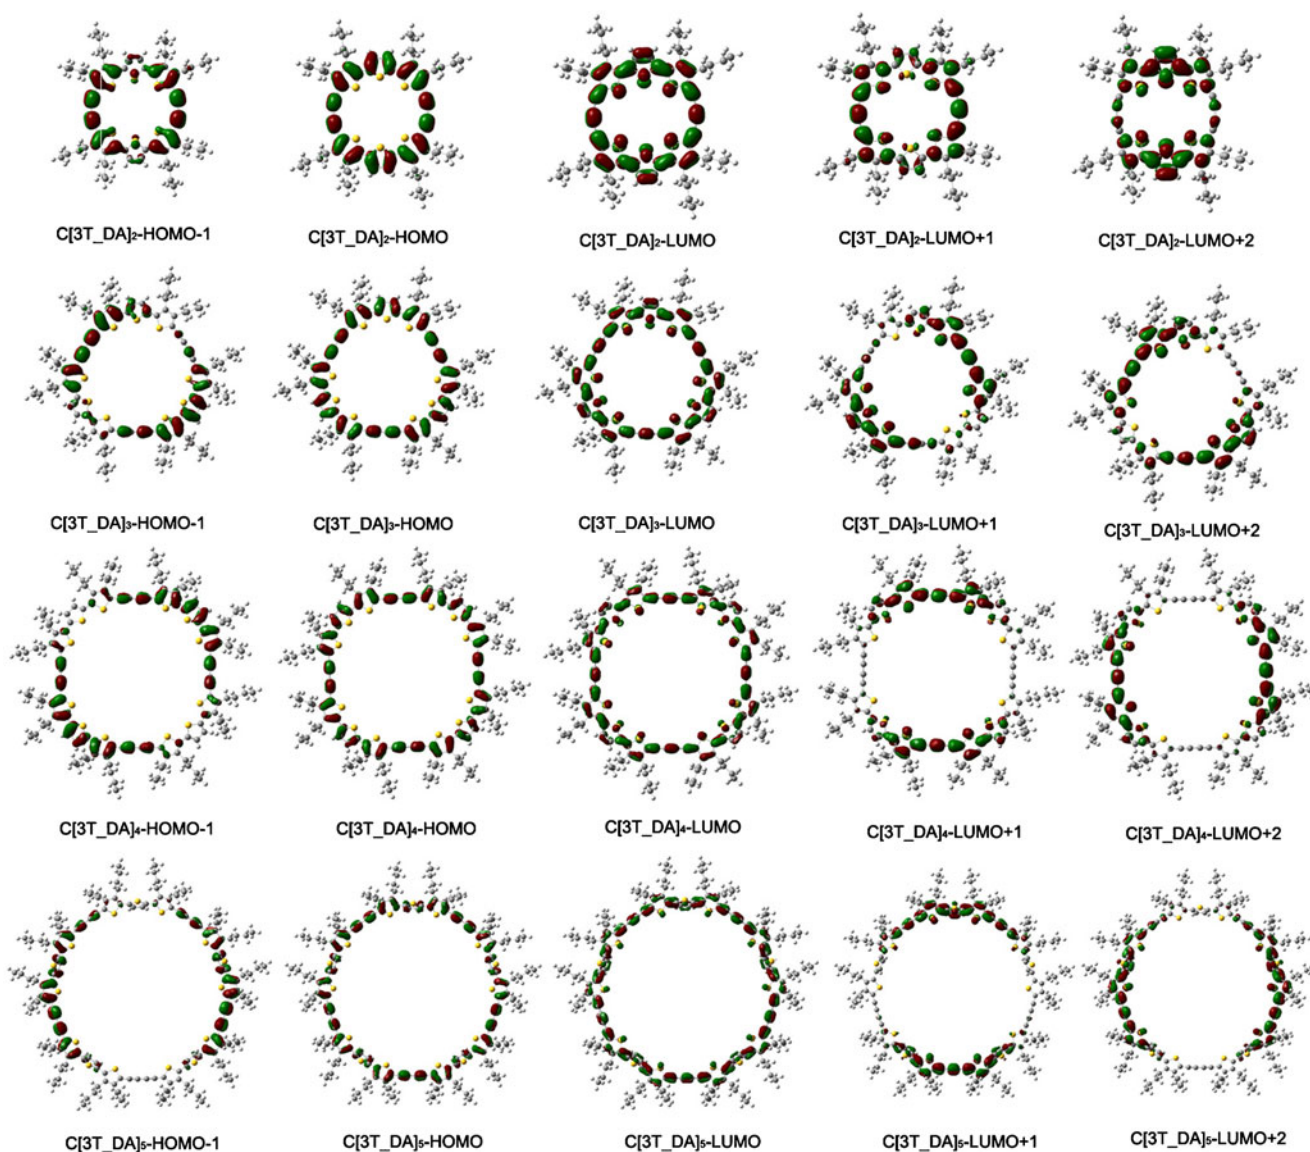 C[3T_DA]₂-HOMO-1
C[3T_DA]₂-HOMO
C[3T_DA]₂-LUMO
C[3T_DA]₂-LUMO+1
C[3T_DA]₂-LUMO+2
C[3T_DA]₃-HOMO-1
C[3T_DA]₃-HOMO
C[3T_DA]₃-LUMO
C[3T_DA]₃-LUMO+1
C[3T_DA]₃-LUMO+2
C[3T_DA]₄-HOMO-1
C[3T_DA]₄-HOMO
C[3T_DA]₄-LUMO
C[3T_DA]₄-LUMO+1
C[3T_DA]₄-LUMO+2
C[3T_DA]₅-HOMO-1
C[3T_DA]₅-HOMO
C[3T_DA]₅-LUMO
C[3T_DA]₅-LUMO+1
C[3T_DA]₅-LUMO+2